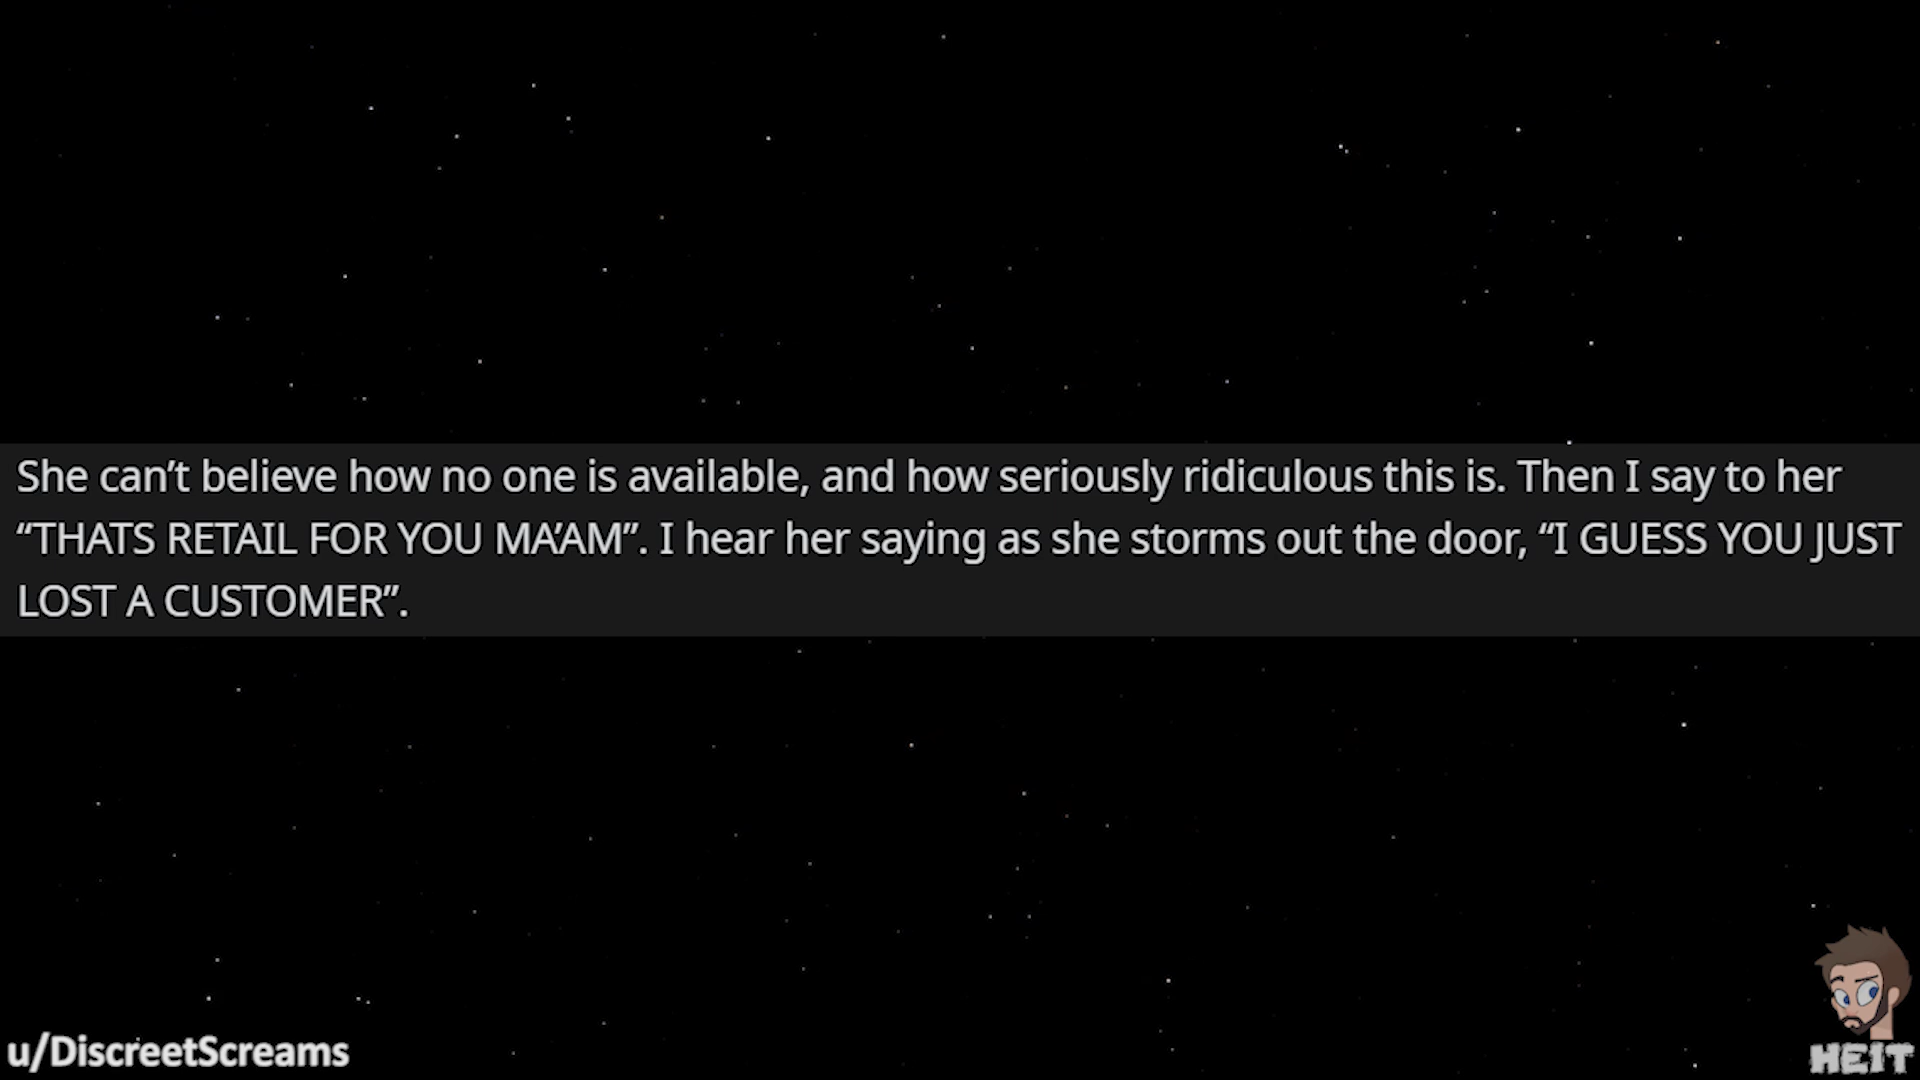 She can’t believe how no one is available, and how seriously ridiculous this is. Then I say to her
“THATS RETAIL FOR YOU MA’AM”. I hear her saying as she storms out the door, “I GUESS YOU JUST
LOST A CUSTOMER”.
u/DiscreetScreams
HEIT